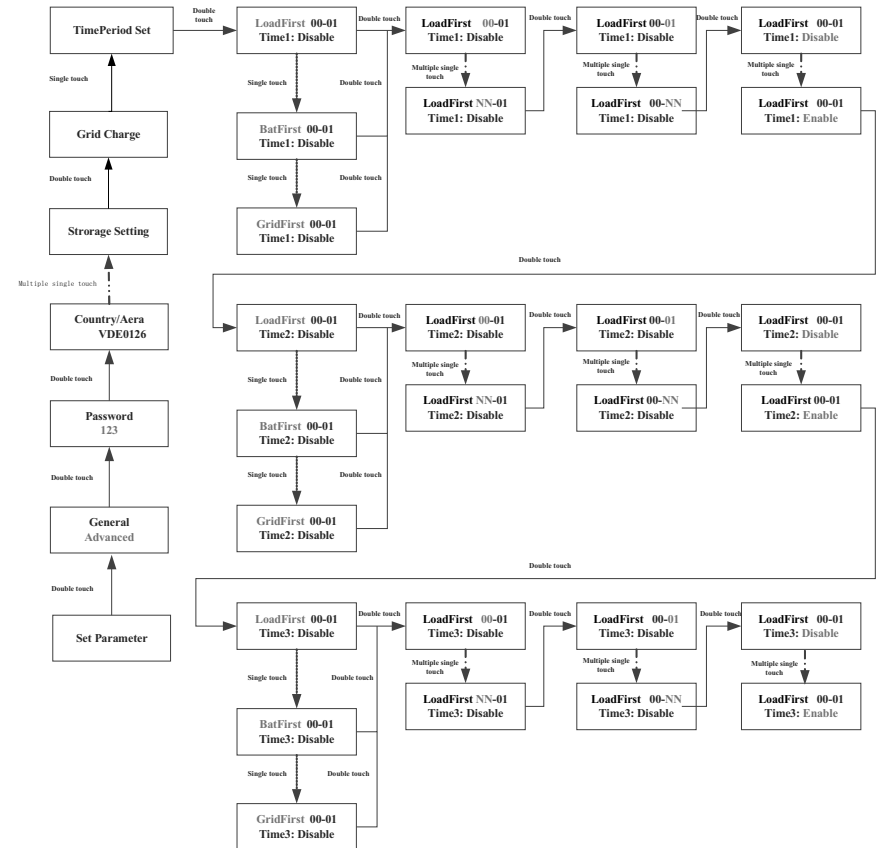 TimePeriod Set
Single touch
Grid Charge
Double touch
Strorage Setting
Multiple single touch
Country/Aera
VDE0126
Double touch
Password
123
Double touch
General
Advanced
Double touch
Set Parameter
Double
touch
LoadFirst 00-01
Time1: Disable
Single touch
BatFirst 00-01
Time1: Disable
Single touch
GridFirst 00-01
Time1: Disable
Double touch
Double touch
Double touch
LoadFirst 00-01
Time1: Disable
Multiple single
touch
LoadFirst NN-01
Time1: Disable
Double touch
LoadFirst 00-01
Time1: Disable
Multiple single
touch
LoadFirst 00-NN
Time1: Disable
Double touch
LoadFirst 00-01
Time1: Disable
Multiple single
touch
LoadFirst 00-01
Time1: Enable
Double touch
LoadFirst 00-01
Time2: Disable
Single touch
BatFirst 00-01
Time2: Disable
Single touch
GridFirst 00-01
Time2: Disable
Double touch
Double touch
Double touch
LoadFirst 00-01
Time2: Disable
Multiple single
touch
LoadFirst NN-01
Time2: Disable
Double touch
LoadFirst 00-01
Time2: Disable
Multiple single
touch
LoadFirst 00-NN
Time2: Disable
Double touch
LoadFirst 00-01
Time2: Disable
Multiple single
touch
LoadFirst 00-01
Time2: Enable
Double touch
LoadFirst 00-01
Time3: Disable
Single touch
BatFirst 00-01
Time3: Disable
Single touch
GridFirst 00-01
Time3: Disable
Double touch
Double touch
Double touch
LoadFirst 00-01
Time3: Disable
Multiple single
touch
LoadFirst NN-01
Time3: Disable
Double touch
LoadFirst 00-01
Time3: Disable
Multiple single
touch
LoadFirst 00-NN
Time3: Disable
Double touch
LoadFirst 00-01
Time3: Disable
Multiple single
touch
LoadFirst 00-01
Time3: Enable